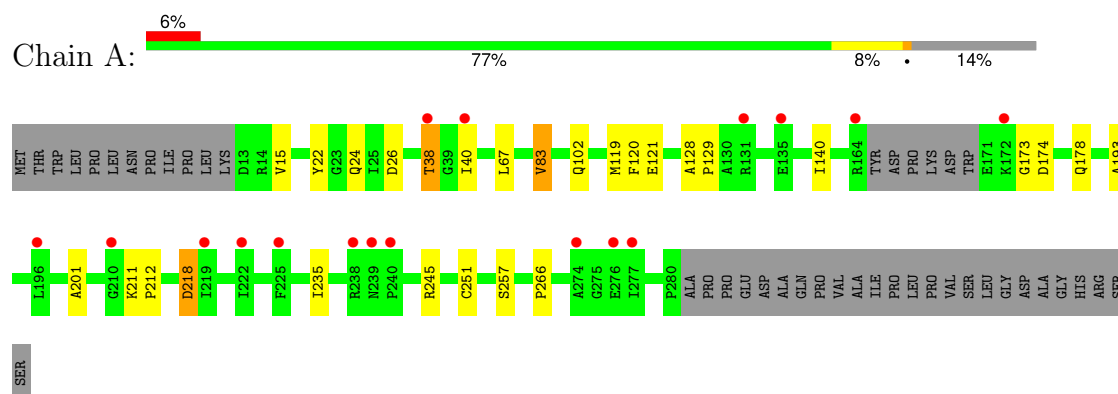 6%
Chain A:
77% 8% • 14%
MET THR TRP LEU PRO LEU ASN PRO ILE PRO LEU LYS D13 R14 V15 Y22 G23 Q24 I25 D26 T38 G39 I40 L67 V83 Q102 M119 F120 E121 A128 P129 A130 R131 E135 I140 R164 TYR ASP PRO LYS ASP TRP E171 K172 G173 D174 Q178 A193
L196 A201 G210 K211 P212 D218 I219 I222 F225 I235 R238 N239 P240 R245 C251 S257 P266 A274 G275 E276 I277 P280 ALA PRO PRO GLU ASP ALA GLN PRO VAL ALA ILE PRO LEU PRO VAL SER LEU GLY ASP ALA GLY HIS ARG SER
SER